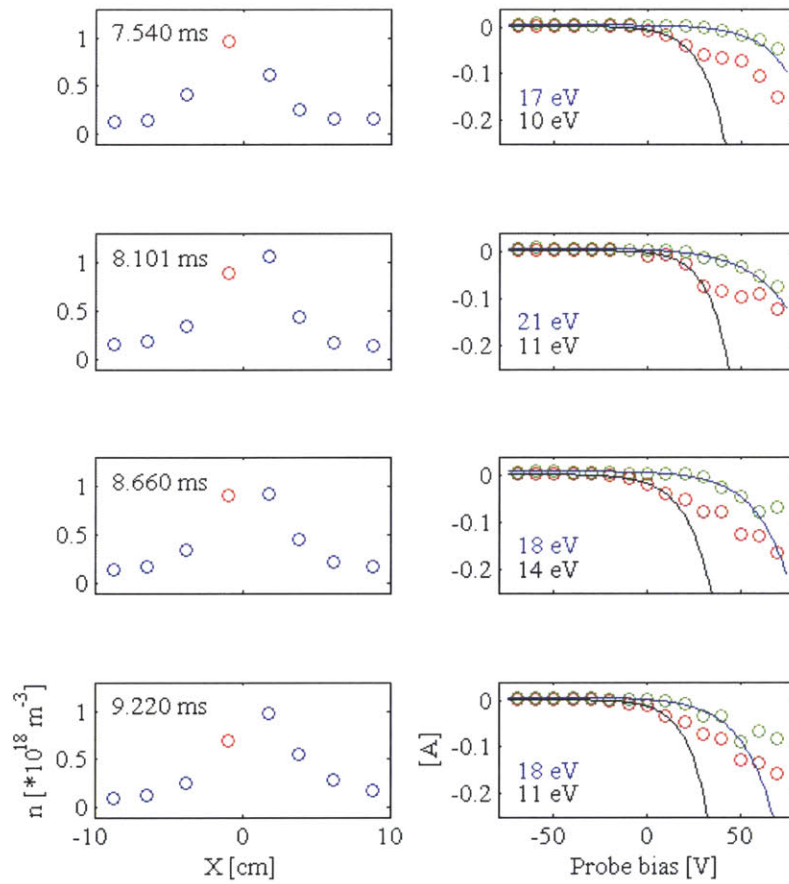 7.540 ms
1
0.5
0
0
-0.1
-0.2
17 eV
10 eV
8.101 ms
1
0.5
0
0
-0.1
-0.2
21 eV
11 eV
8.660 ms
1
0.5
0
0
-0.1
-0.2
18 eV
14 eV
9.220 ms
1
0.5
0
n [*10^18 m^-3]
-10 0 10
X [cm]
0
-0.1
-0.2
[A]
18 eV
11 eV
-50 0 50
Probe bias [V]